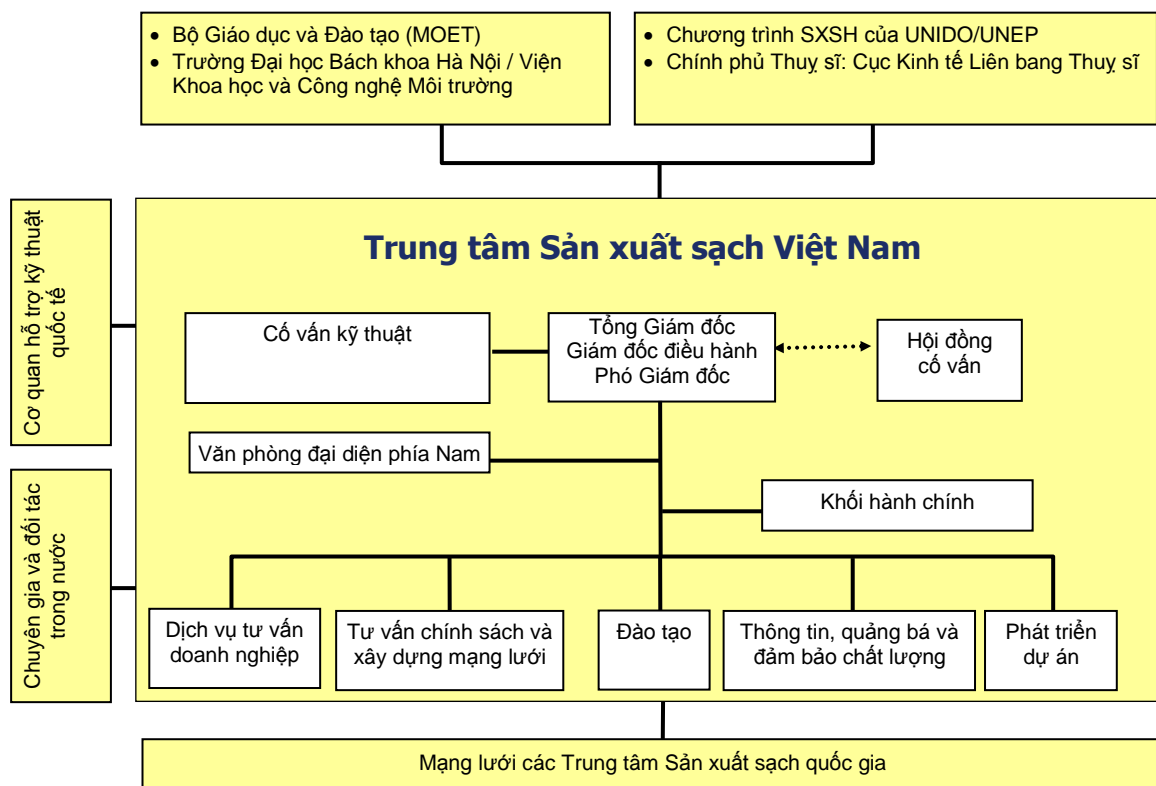 • Bộ Giáo dục và Đào tạo (MOET)
• Trường Đại học Bách khoa Hà Nội / Viện
Khoa học và Công nghệ Môi trường
• Chương trình SXSH của UNIDO/UNEP
• Chính phủ Thuỵ sĩ: Cục Kinh tế Liên bang Thuỵ sĩ
Cơ quan hỗ trợ kỹ thuật
quốc tế
Chuyên gia và đối tác
trong nước
Trung tâm Sản xuất sạch Việt Nam
Cố vấn kỹ thuật
Tổng Giám đốc
Giám đốc điều hành
Phó Giám đốc
Hội đồng
cố vấn
Văn phòng đại diện phía Nam
Khối hành chính
Dịch vụ tư vấn
doanh nghiệp
Tư vấn chính sách và
xây dựng mạng lưới
Đào tạo
Thông tin, quảng bá và
đảm bảo chất lượng
Phát triển
dự án
Mạng lưới các Trung tâm Sản xuất sạch quốc gia